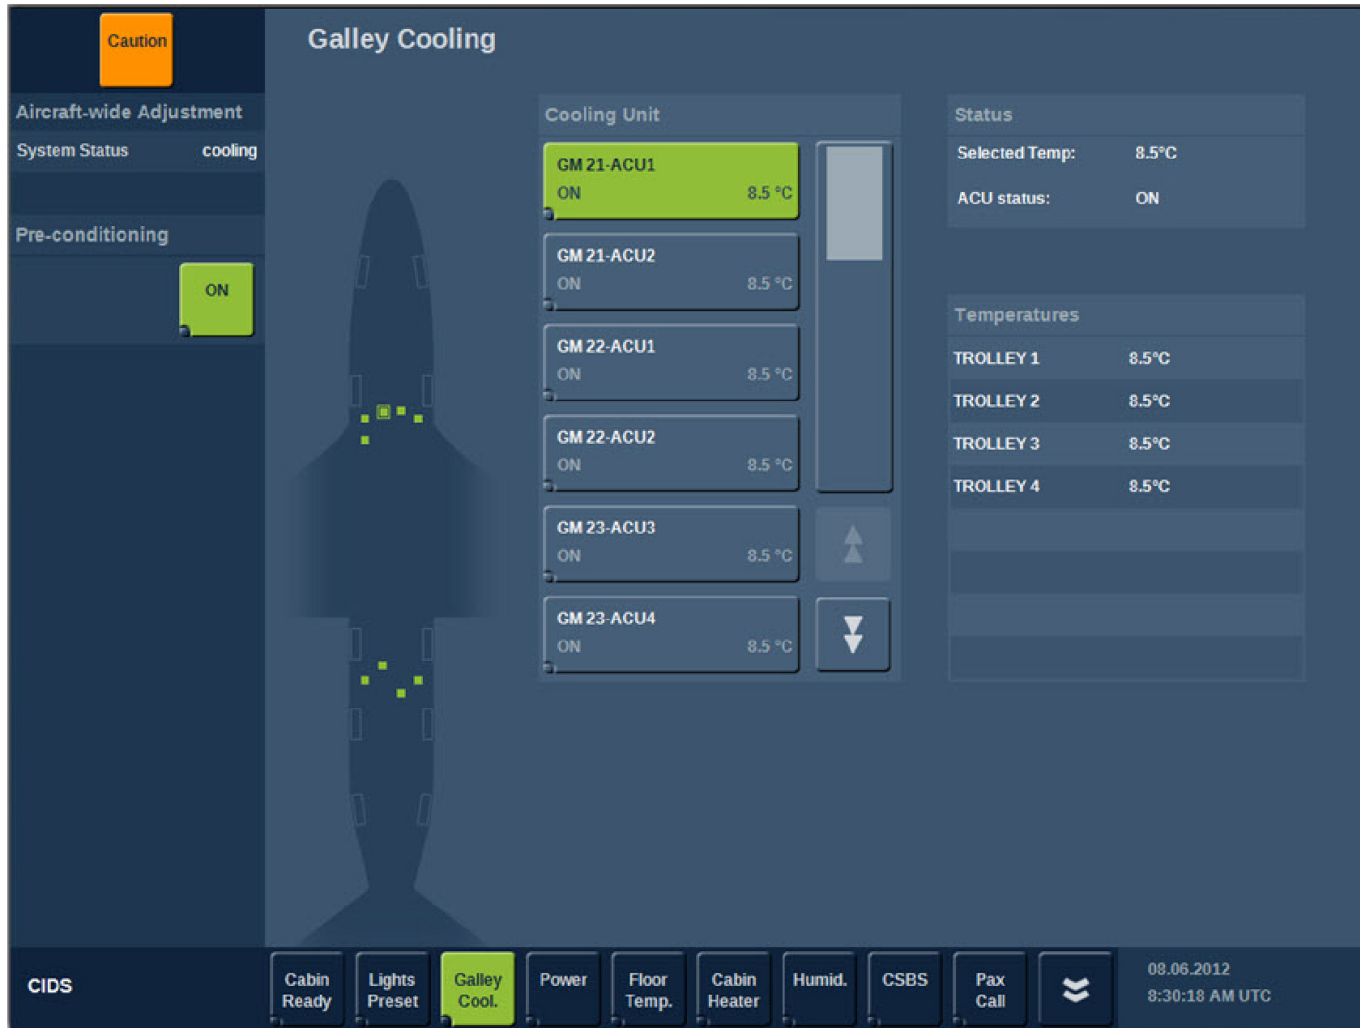 Caution
Galley Cooling
Aircraft-wide Adjustment
System Status cooling
Pre-conditioning
ON
Cooling Unit
GM 21-ACU1
ON 8.5 °C
GM 21-ACU2
ON 8.5 °C
GM 22-ACU1
ON 8.5 °C
GM 22-ACU2
ON 8.5 °C
GM 23-ACU3
ON 8.5 °C
GM 23-ACU4
ON 8.5 °C
Status
Selected Temp: 8.5°C
ACU status: ON
Temperatures
TROLLEY 1 8.5°C
TROLLEY 2 8.5°C
TROLLEY 3 8.5°C
TROLLEY 4 8.5°C
CIDS
Cabin
Ready
Lights
Preset
Galley
Cool.
Power
Floor
Temp.
Cabin
Heater
Humid.
CSBS
Pax
Call
08.06.2012
8:30:18 AM UTC